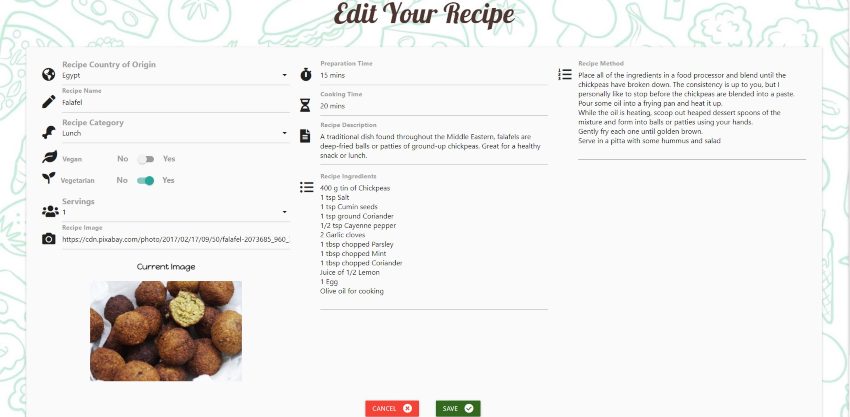 Edit Your Recipe
Recipe Country of Origin
Egypt
Recipe Name
Falafel
Recipe Category
Lunch
Vegan No Yes
Vegetarian No Yes
Servings
1
Recipe Image
https://cdn.pixabay.com/photo/2017/02/17/09/50/falafel-2073685_960_
Current Image
Preparation Time
15 mins
Cooking Time
20 mins
Recipe Description
A traditional dish found throughout the Middle Eastern, falafels are
deep-fried balls or patties of ground-up chickpeas. Great for a healthy
snack or lunch.
Recipe Ingredients
400 g tin of Chickpeas
1 tsp Salt
1 tsp Cumin seeds
1 tsp ground Coriander
1/2 tsp Cayenne pepper
2 Garlic cloves
1 tbsp chopped Parsley
1 tbsp chopped Mint
1 tbsp chopped Coriander
Juice of 1/2 Lemon
1 Egg
Olive oil for cooking
Recipe Method
Place all of the ingredients in a food processor and blend until the
chickpeas have broken down. The consistency is up to you, but I
personally like to stop before the chickpeas are blended into a paste.
Pour some oil into a frying pan and heat it up.
While the oil is heating, scoop out heaped dessert spoons of the
mixture and form into balls or patties using your hands.
Gently fry each one until golden brown.
Serve in a pitta with some hummus and salad
CANCEL
SAVE